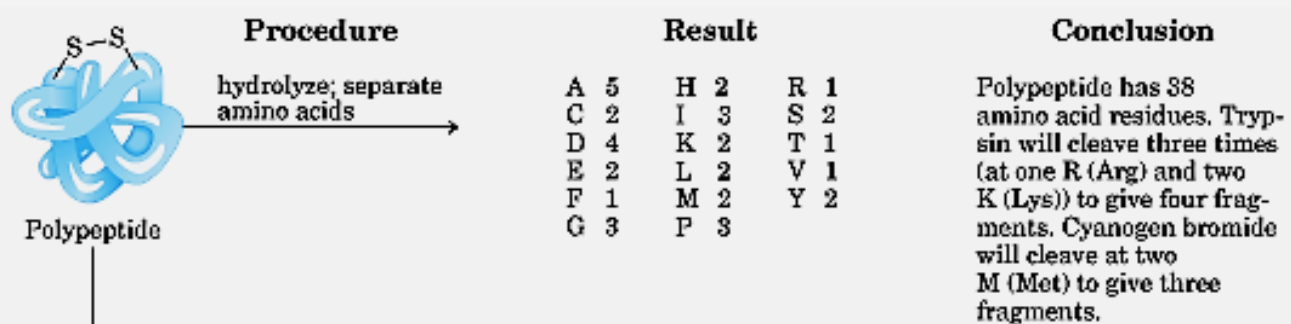 Procedure
Result
Conclusion
S–S
Polypeptide
hydrolyze; separate
amino acids
A 5 H 2 R 1
C 2 I 3 S 2
D 4 K 2 T 1
E 2 L 2 V 1
F 1 M 2 Y 2
G 3 P 3
Polypeptide has 38
amino acid residues. Tryp-
sin will cleave three times
(at one R (Arg) and two
K (Lys)) to give four frag-
ments. Cyanogen bromide
will cleave at two
M (Met) to give three
fragments.